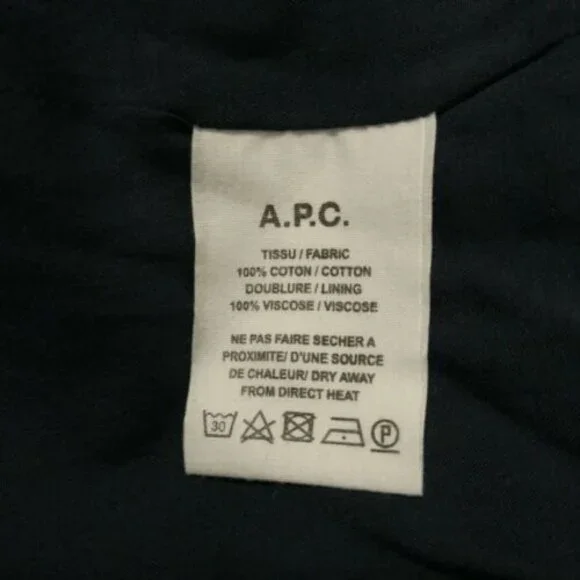 A.P.C.
TISSU / FABRIC
100% COTON / COTTON
DOUBLURE / LINING
100% VISCOSE / VISCOSE
NE PAS FAIRE SECHER A
PROXIMITE/ D'UNE SOURCE
DE CHALEUR/ DRY AWAY
FROM DIRECT HEAT
30 P